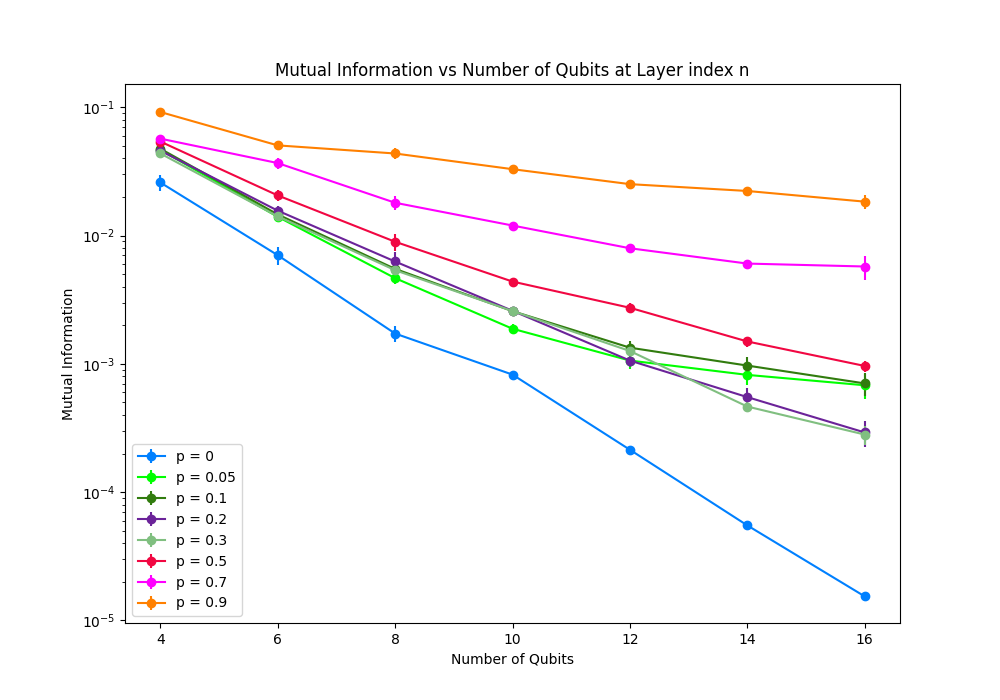 Mutual Information vs Number of Qubits at Layer index n
Mutual Information
10⁻¹
10⁻²
10⁻³
10⁻⁴
10⁻⁵
p = 0
p = 0.05
p = 0.1
p = 0.2
p = 0.3
p = 0.5
p = 0.7
p = 0.9
4 6 8 10 12 14 16
Number of Qubits